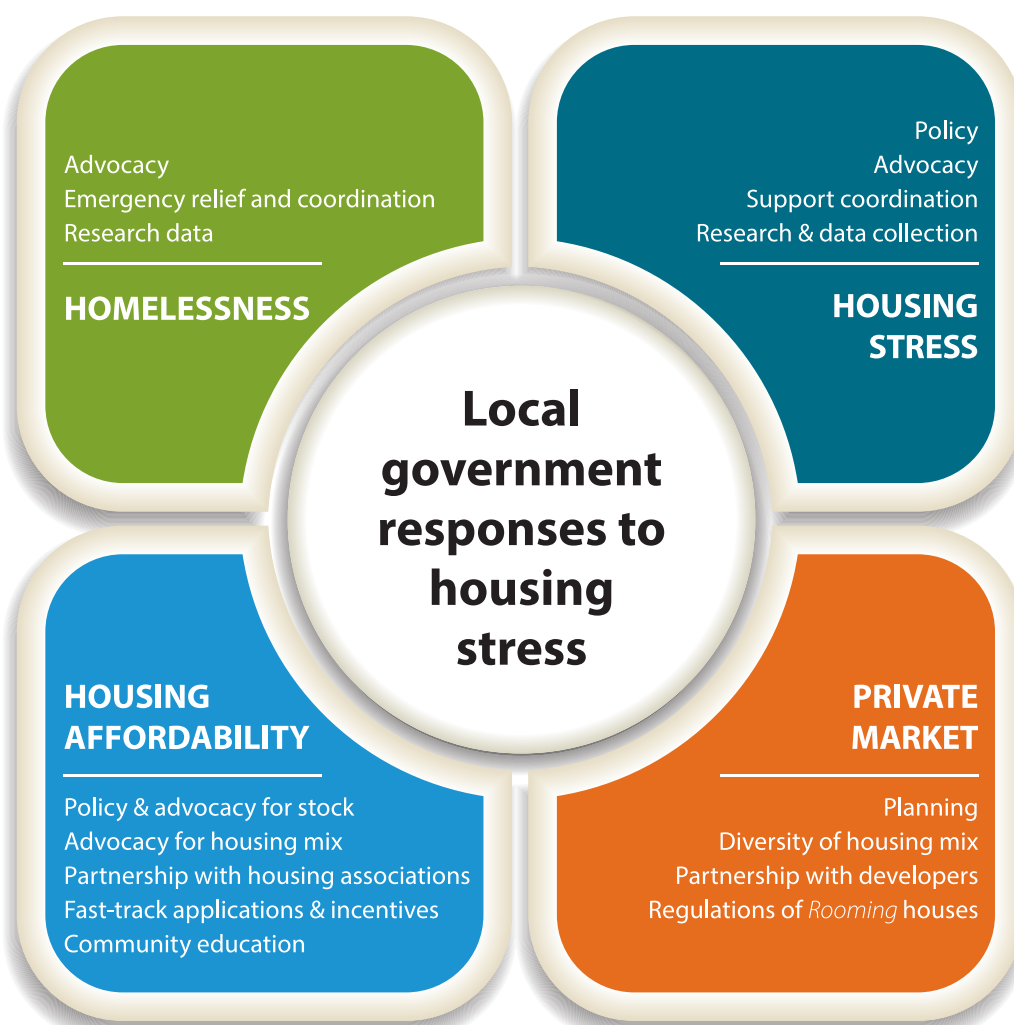 Advocacy
Emergency relief and coordination
Research data
HOMELESSNESS
Policy
Advocacy
Support coordination
Research & data collection
HOUSING
STRESS
Local
government
responses to
housing
stress
HOUSING
AFFORDABILITY
Policy & advocacy for stock
Advocacy for housing mix
Partnership with housing associations
Fast-track applications & incentives
Community education
PRIVATE
MARKET
Planning
Diversity of housing mix
Partnership with developers
Regulations of Rooming houses